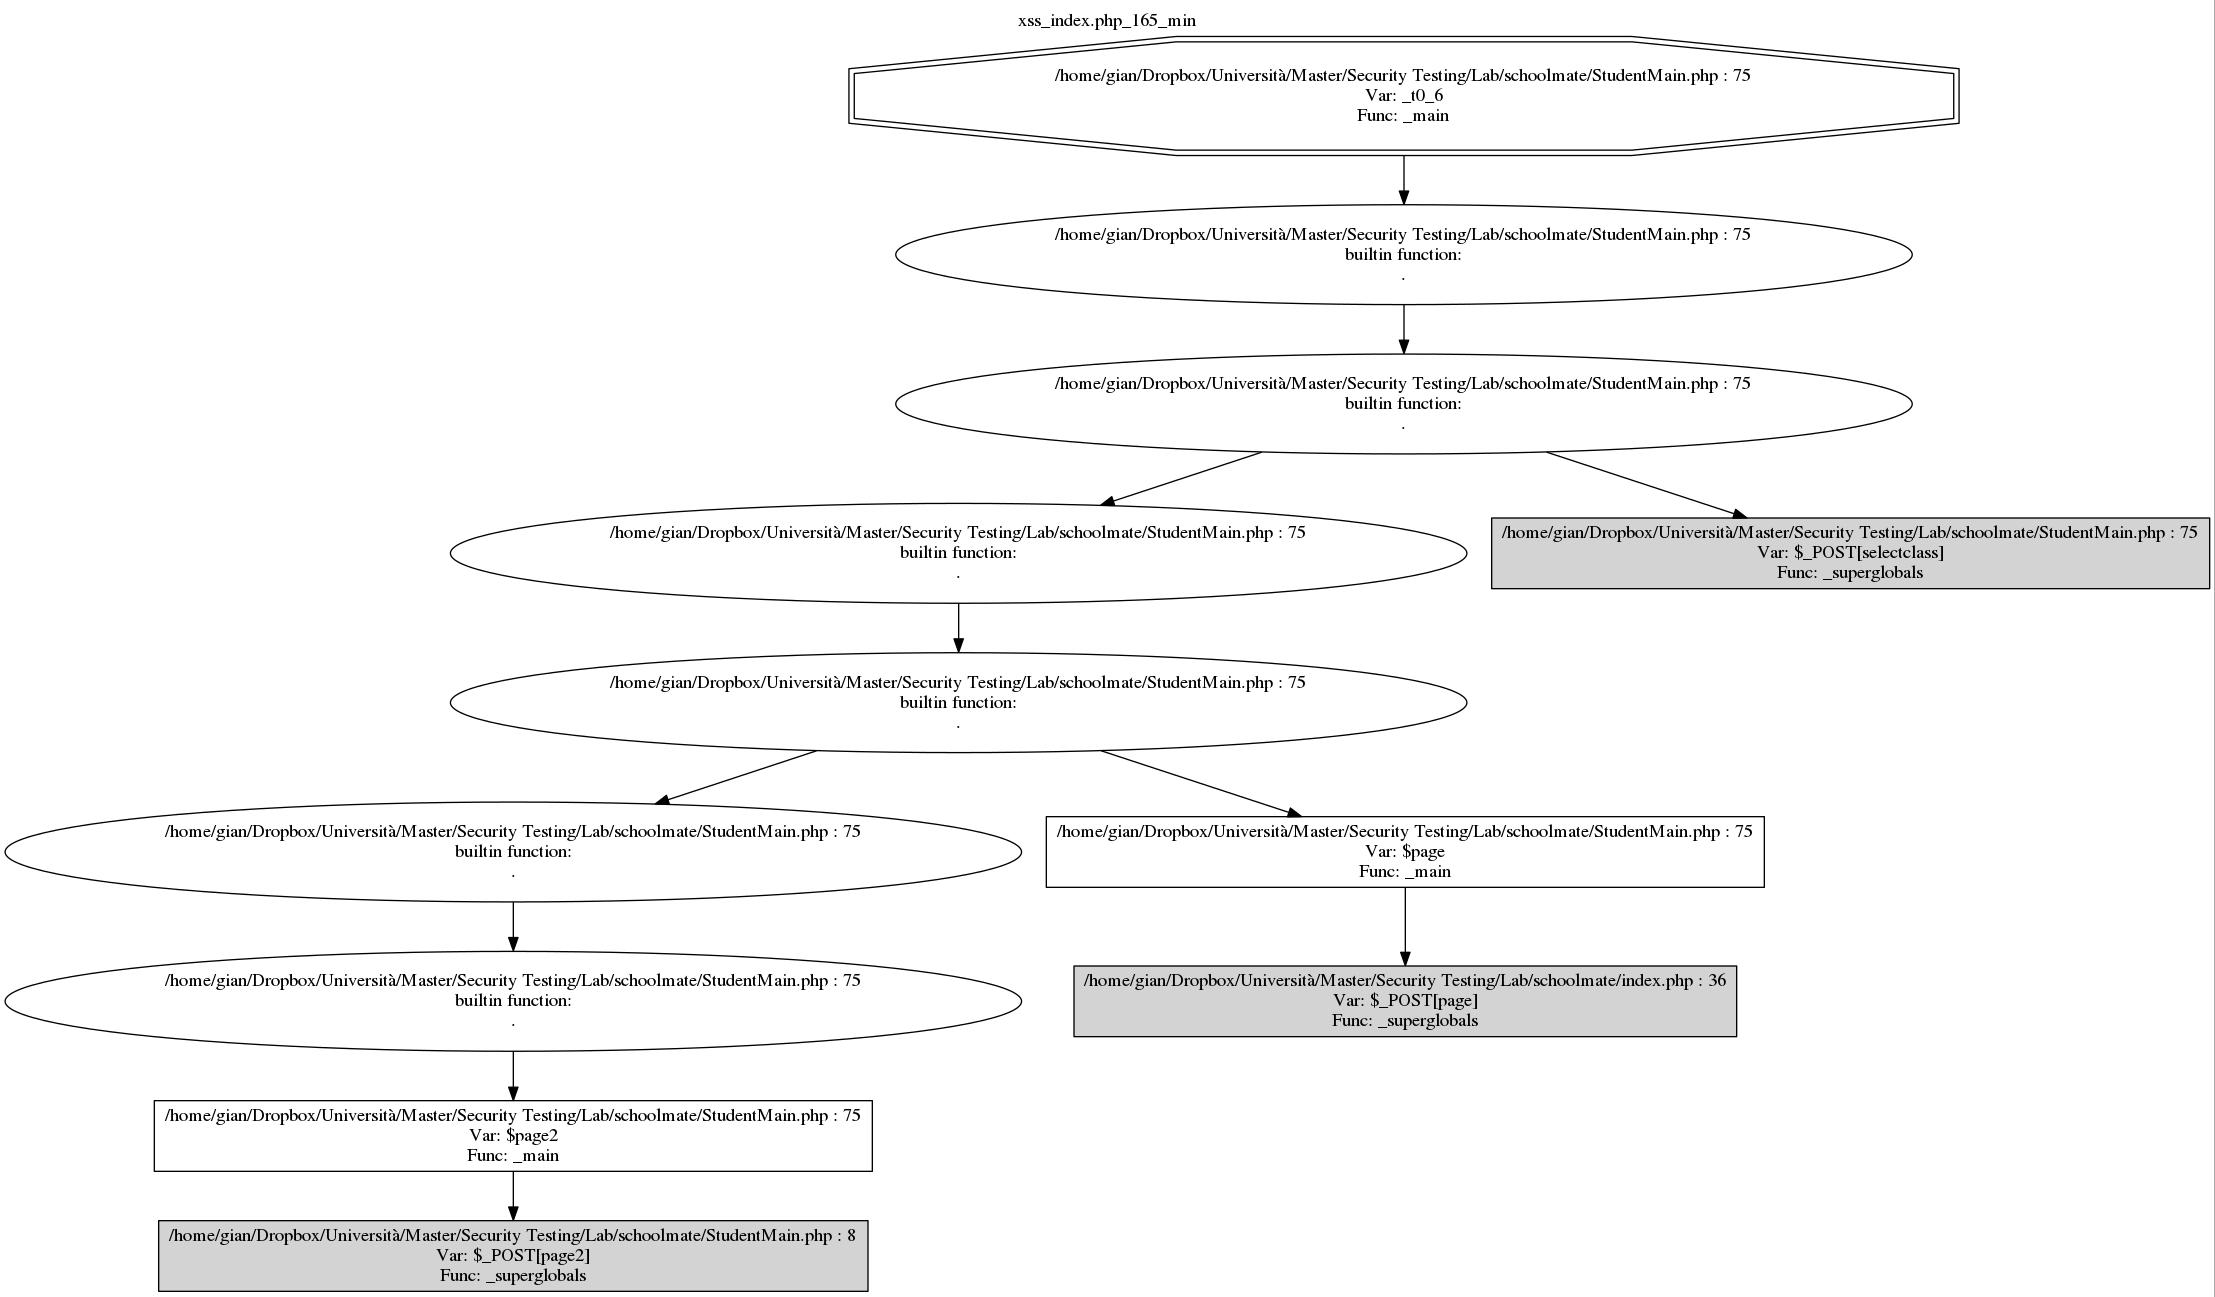 xss_index.php_165_min
/home/gian/Dropbox/Università/Master/Security Testing/Lab/schoolmate/StudentMain.php : 75
Var: _t0_6
Func: _main
/home/gian/Dropbox/Università/Master/Security Testing/Lab/schoolmate/StudentMain.php : 75
builtin function:
.
/home/gian/Dropbox/Università/Master/Security Testing/Lab/schoolmate/StudentMain.php : 75
builtin function:
.
/home/gian/Dropbox/Università/Master/Security Testing/Lab/schoolmate/StudentMain.php : 75
builtin function:
.
/home/gian/Dropbox/Università/Master/Security Testing/Lab/schoolmate/StudentMain.php : 75
Var: $_POST[selectclass]
Func: _superglobals
/home/gian/Dropbox/Università/Master/Security Testing/Lab/schoolmate/StudentMain.php : 75
builtin function:
.
/home/gian/Dropbox/Università/Master/Security Testing/Lab/schoolmate/StudentMain.php : 75
builtin function:
.
/home/gian/Dropbox/Università/Master/Security Testing/Lab/schoolmate/StudentMain.php : 75
Var: $page
Func: _main
/home/gian/Dropbox/Università/Master/Security Testing/Lab/schoolmate/StudentMain.php : 75
builtin function:
.
/home/gian/Dropbox/Università/Master/Security Testing/Lab/schoolmate/index.php : 36
Var: $_POST[page]
Func: _superglobals
/home/gian/Dropbox/Università/Master/Security Testing/Lab/schoolmate/StudentMain.php : 75
Var: $page2
Func: _main
/home/gian/Dropbox/Università/Master/Security Testing/Lab/schoolmate/StudentMain.php : 8
Var: $_POST[page2]
Func: _superglobals